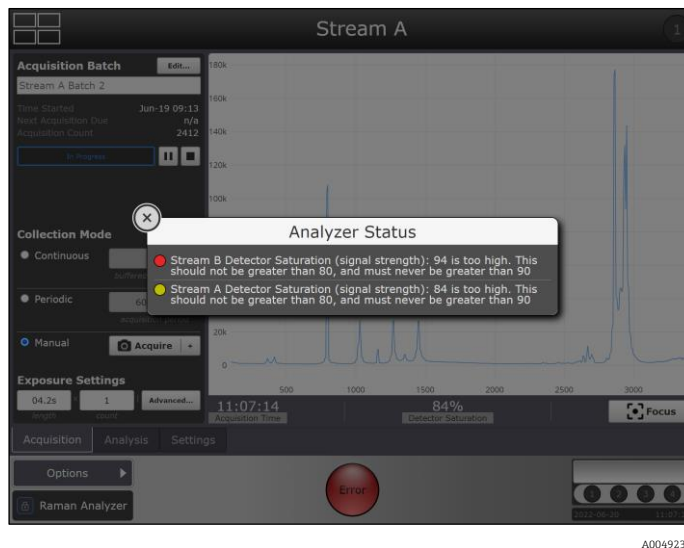 Stream A
1
Acquisition Batch
Edit...
Stream A Batch 2
Time Started Jun-19 09:13
Next Acquisition Due n/a
Acquisition Count 2412
In Progress
180k
160k
140k
120k
100k
Analyzer Status
Stream B Detector Saturation (signal strength): 94 is too high. This
should not be greater than 80, and must never be greater than 90
Stream A Detector Saturation (signal strength): 84 is too high. This
should not be greater than 80, and must never be greater than 90
Collection Mode
Continuous
Periodic 60
acquisition period
Manual
Acquire +
20k
0
500 1000 1500 2000 2500 3000
Exposure Settings
04.2s x 1 Advanced...
length count
11:07:14
Acquisition Time
84%
Detector Saturation
Focus
Acquisition Analysis Settings
Options
Raman Analyzer
Error
1 2 3 4
2022-06-20